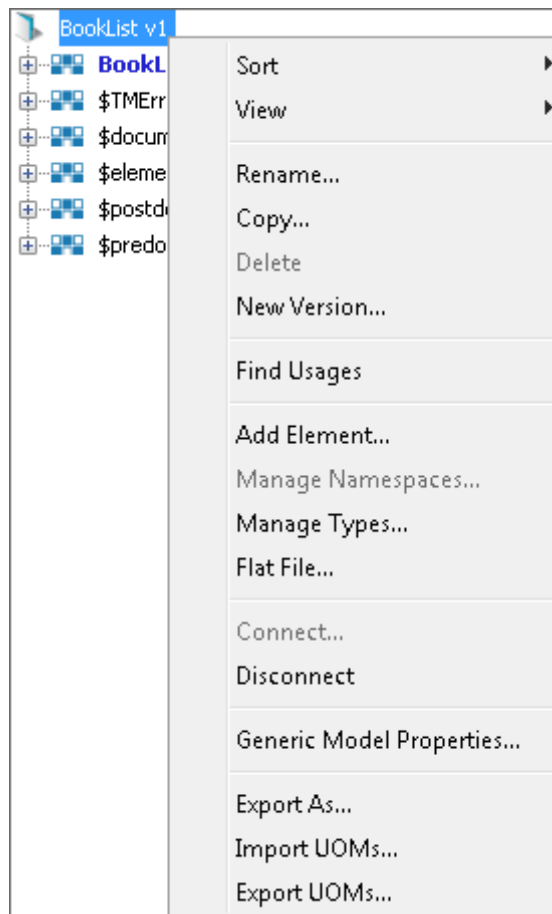 BookList v1
BookL
$TMErr
$docum
$eleme
$postd
$predo
Sort
View
Rename...
Copy...
Delete
New Version...
Find Usages
Add Element...
Manage Namespaces...
Manage Types...
Flat File...
Connect...
Disconnect
Generic Model Properties...
Export As...
Import UOMs...
Export UOMs...